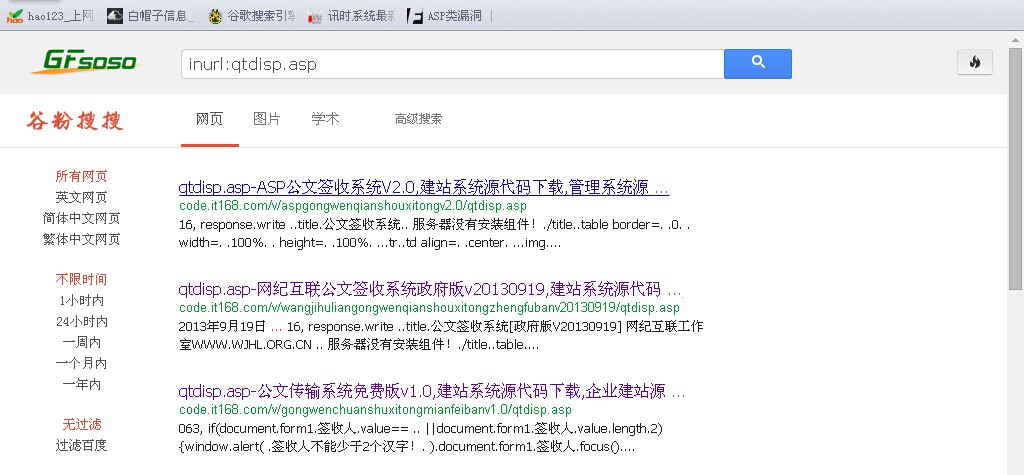 hao123_上网 白帽子信息_ 谷歌搜索引擎 讯时系统最新 ASP类漏洞
GFsoso inurl:qtdisp.asp
谷粉搜搜 网页 图片 学术 高级搜索
所有网页
英文网页
简体中文网页
繁体中文网页
不限时间
1小时内
24小时内
一周内
一个月内
一年内
无过滤
过滤百度
qtdisp.asp-ASP公文签收系统V2.0,建站系统源代码下载,管理系统源 ...
code.it168.com/v/aspgongwenqianshouxitongv2.0/qtdisp.asp
16, response.write ..title.公文签收系统.. 服务器没有安装组件！./title..table border=. .0. .
width=. .100%. . height=. .100%. ...tr..td align=. .center. ...img....
qtdisp.asp-网纪互联公文签收系统政府版v20130919,建站系统源代码 ...
code.it168.com/v/wangjihuliangongwenqianshouxitongzhengfubanv20130919/qtdisp.asp
2013年9月19日 ... 16, response.write ..title.公文签收系统[政府版V20130919] 网纪互联工作
室WWW.WJHL.ORG.CN .. 服务器没有安装组件！./title..table....
qtdisp.asp-公文传输系统免费版v1.0,建站系统源代码下载,企业建站源 ...
code.it168.com/v/gongwenchuanshuxitongmianfeibanv1.0/qtdisp.asp
063, if(document.form1.签收人.value== .. ||document.form1.签收人.value.length.2)
{window.alert( .签收人不能少于2个汉字！. ).document.form1.签收人.focus()....